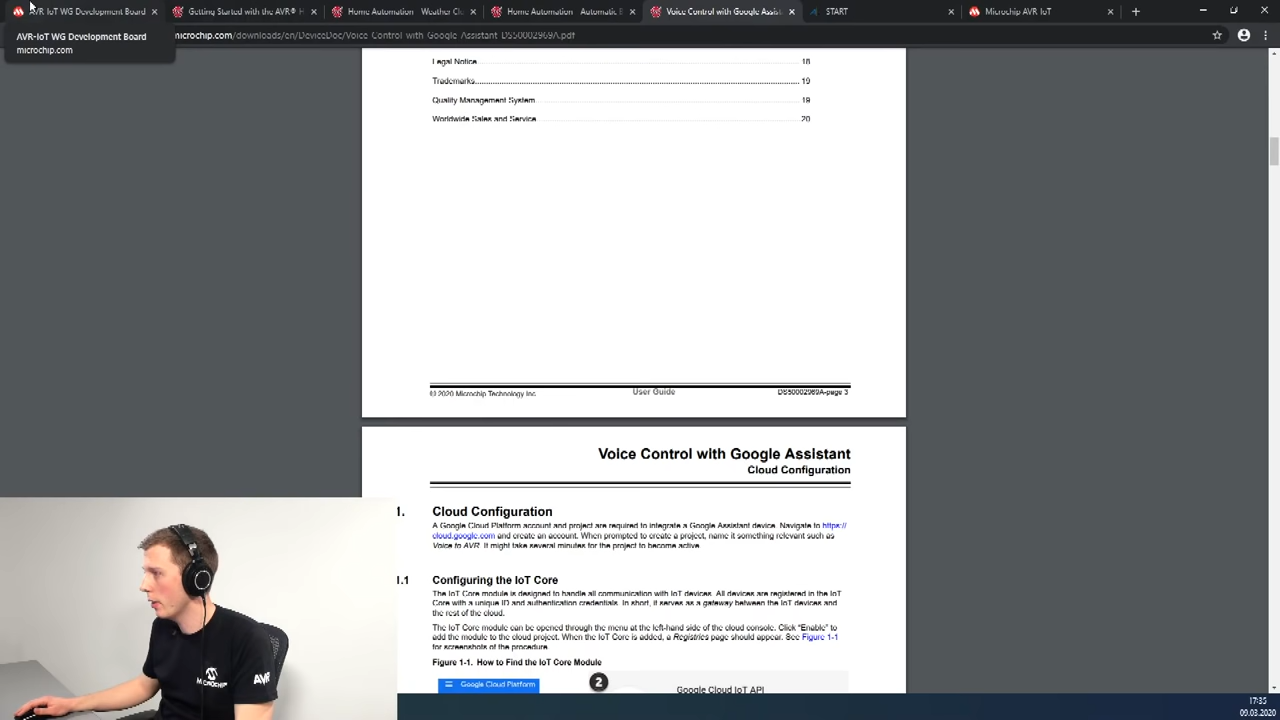 AVR IoT WG Development Board
Getting Started with the AVR® H
Home Automation - Weather Cl
Home Automation - Automatic B
Voice Control with Google Assist
START
Microchip AVR IoT
microchip.com/downloads/en/DeviceDoc/Voice Control with Google Assistant DS50002969A.pdf
AVR-IoT WG Development Board
microchip.com
Legal Notice 18
Trademarks 19
Quality Management System 19
Worldwide Sales and Service 20
© 2020 Microchip Technology Inc. User Guide DS50002969A-page 3
Voice Control with Google Assistant
Cloud Configuration
1. Cloud Configuration
A Google Cloud Platform account and project are required to integrate a Google Assistant device. Navigate to https://
cloud.google.com and create an account. When prompted to create a project, name it something relevant such as
Voice to AVR. It might take several minutes for the project to become active.
1.1 Configuring the IoT Core
The IoT Core module is designed to handle all communication with IoT devices. All devices are registered in the IoT
Core with a unique ID and authentication credentials. In short, it serves as a gateway between the IoT devices and
the rest of the cloud.
The IoT Core module can be opened through the menu at the left-hand side of the cloud console. Click “Enable” to
add the module to the cloud project. When the IoT Core is added, a Registries page should appear. See Figure 1-1
for screenshots of the procedure.
Figure 1-1. How to Find the IoT Core Module
Google Cloud Platform
2
Google Cloud IoT API
MICROCHIP
AVR
17:35
09.03.2020